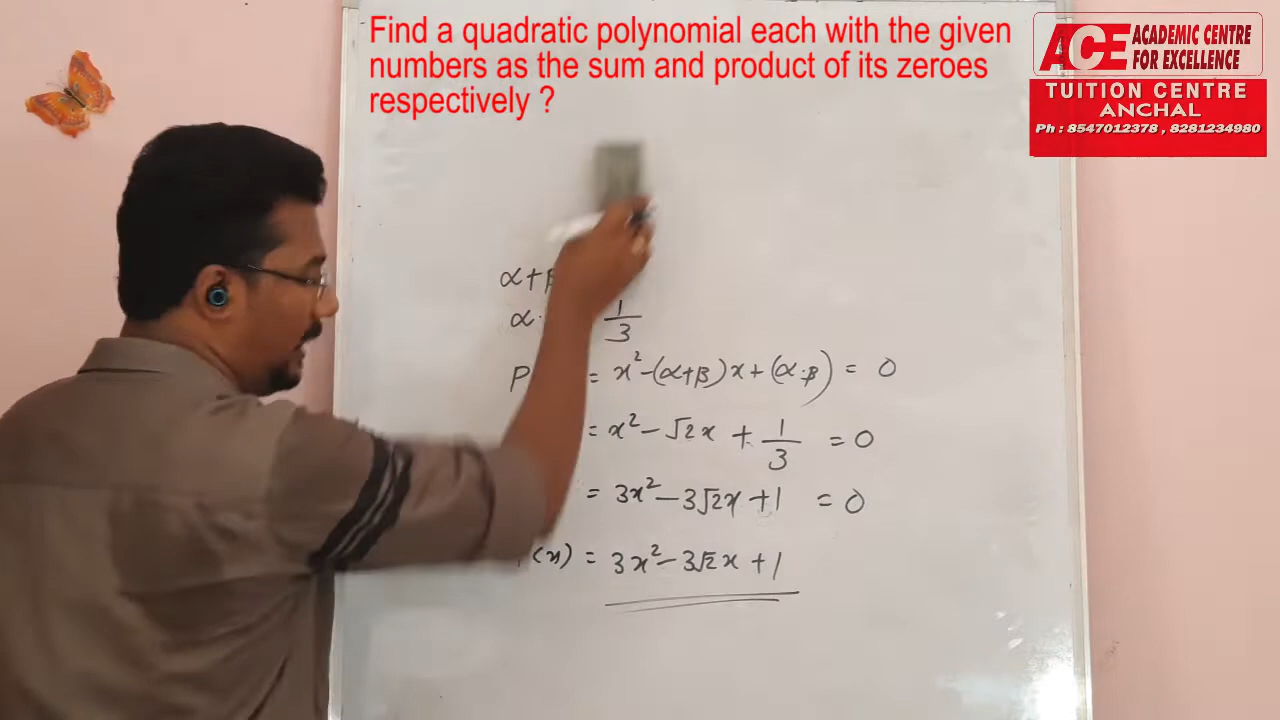 Find a quadratic polynomial each with the given
numbers as the sum and product of its zeroes
respectively ?
ACE ACADEMIC CENTRE
FOR EXCELLENCE
TUITION CENTRE
ANCHAL
Ph : 8547012378 , 8281234980
α+β
α· 1/3
P = x²-(α+β)x+(α·β) = 0
= x²-√2x + 1/3 = 0
= 3x²-3√2x+1 = 0
(x) = 3x²-3√2x+1